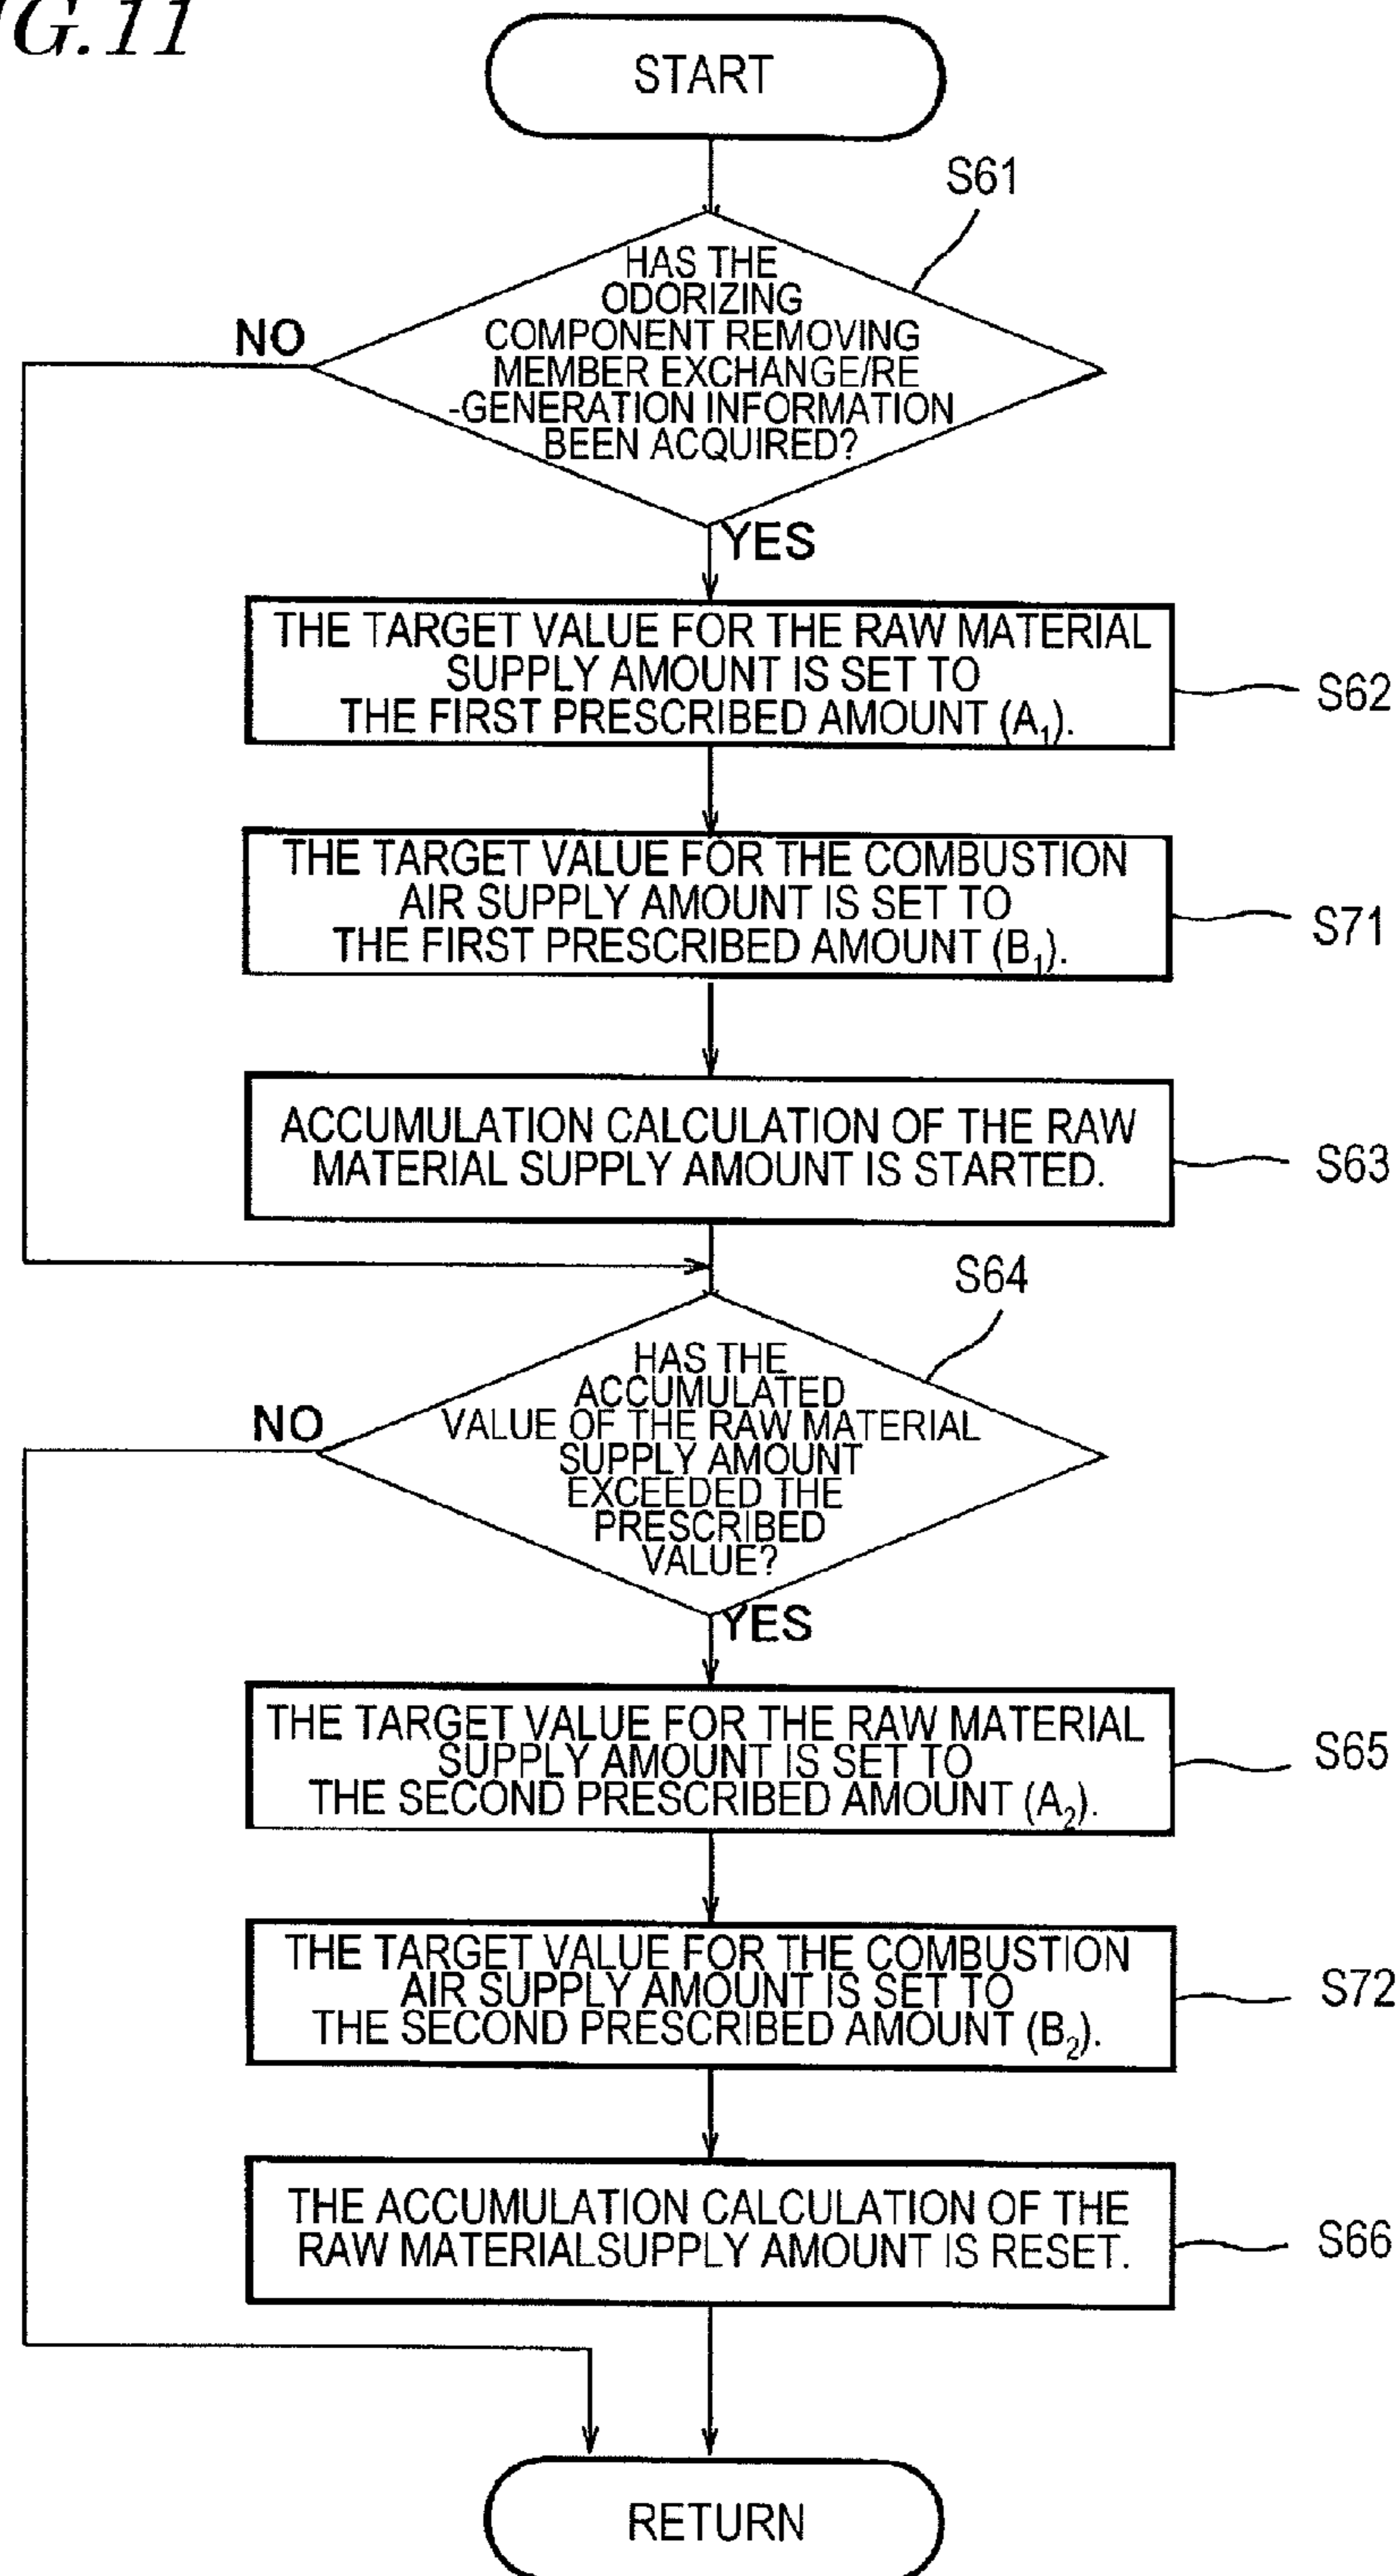 G.11
START
S61
HAS THE
ODORIZING
COMPONENT REMOVING
MEMBER EXCHANGE/RE
-GENERATION INFORMATION
BEEN ACQUIRED?
NO
YES
THE TARGET VALUE FOR THE RAW MATERIAL
SUPPLY AMOUNT IS SET TO
THE FIRST PRESCRIBED AMOUNT (A₁).
S62
THE TARGET VALUE FOR THE COMBUSTION
AIR SUPPLY AMOUNT IS SET TO
THE FIRST PRESCRIBED AMOUNT (B₁).
S71
ACCUMULATION CALCULATION OF THE RAW
MATERIAL SUPPLY AMOUNT IS STARTED.
S63
S64
HAS THE
ACCUMULATED
VALUE OF THE RAW MATERIAL
SUPPLY AMOUNT
EXCEEDED THE
PRESCRIBED
VALUE?
NO
YES
THE TARGET VALUE FOR THE RAW MATERIAL
SUPPLY AMOUNT IS SET TO
THE SECOND PRESCRIBED AMOUNT (A₂).
S65
THE TARGET VALUE FOR THE COMBUSTION
AIR SUPPLY AMOUNT IS SET TO
THE SECOND PRESCRIBED AMOUNT (B₂).
S72
THE ACCUMULATION CALCULATION OF THE
RAW MATERIALSUPPLY AMOUNT IS RESET.
S66
RETURN